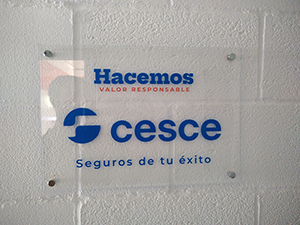 Hacemos
VALOR RESPONSABLE
cesce
Seguros de tu éxito